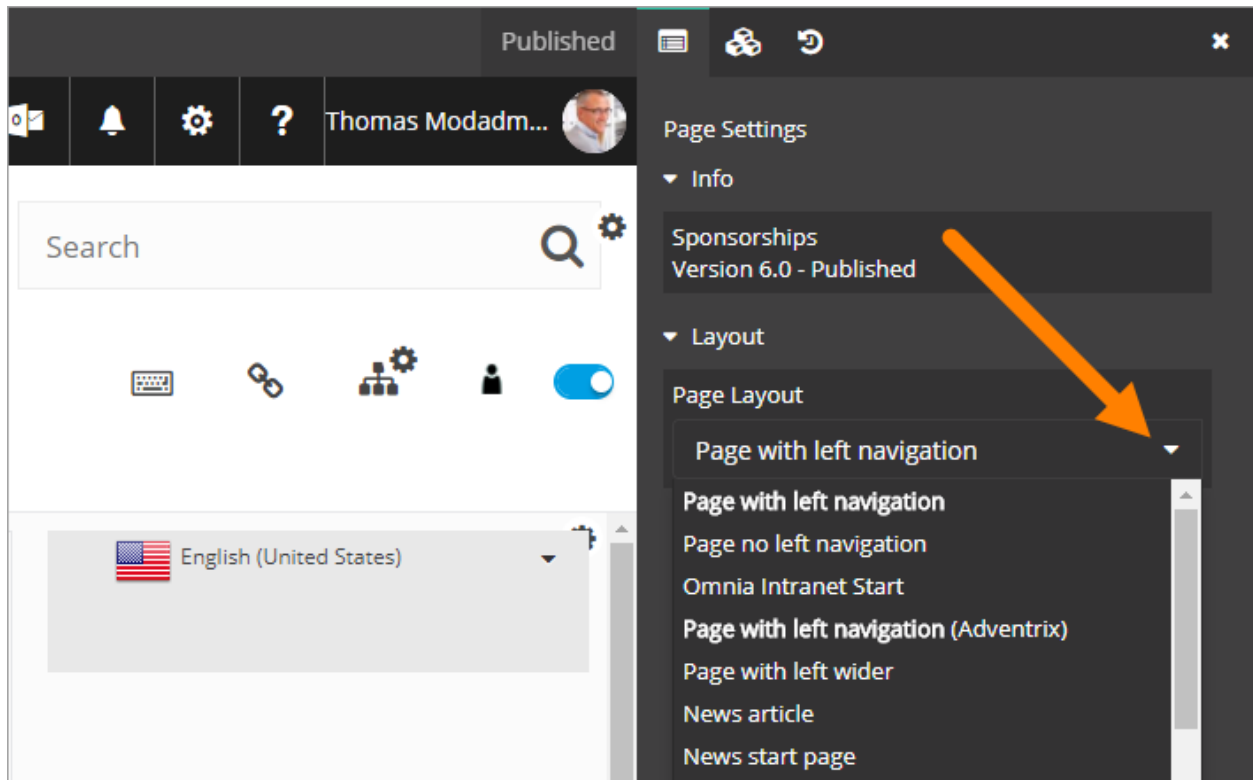 Published
Thomas Modadm...
Search
English (United States)
Page Settings
Info
Sponsorships
Version 6.0 - Published
Layout
Page Layout
Page with left navigation
Page with left navigation
Page no left navigation
Omnia Intranet Start
Page with left navigation (Adventrix)
Page with left wider
News article
News start page